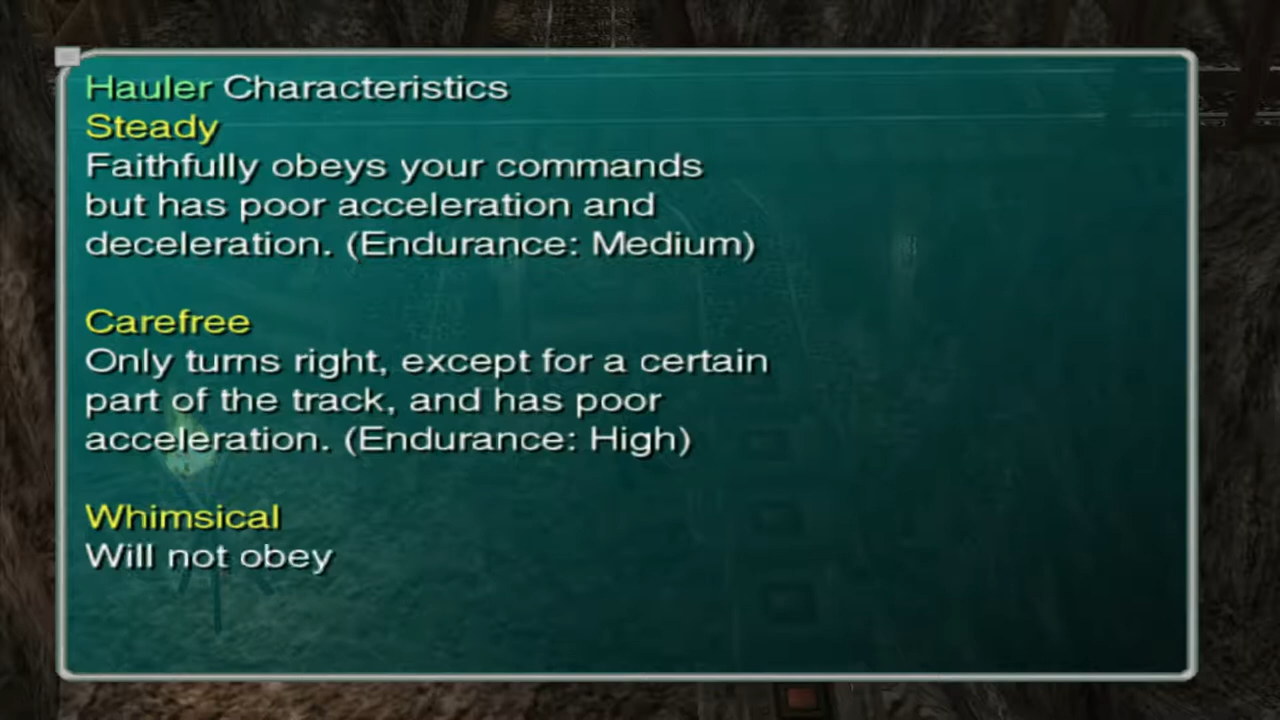 Hauler Characteristics
Steady
Faithfully obeys your commands
but has poor acceleration and
deceleration. (Endurance: Medium)
Carefree
Only turns right, except for a certain
part of the track, and has poor
acceleration. (Endurance: High)
Whimsical
Will not obey